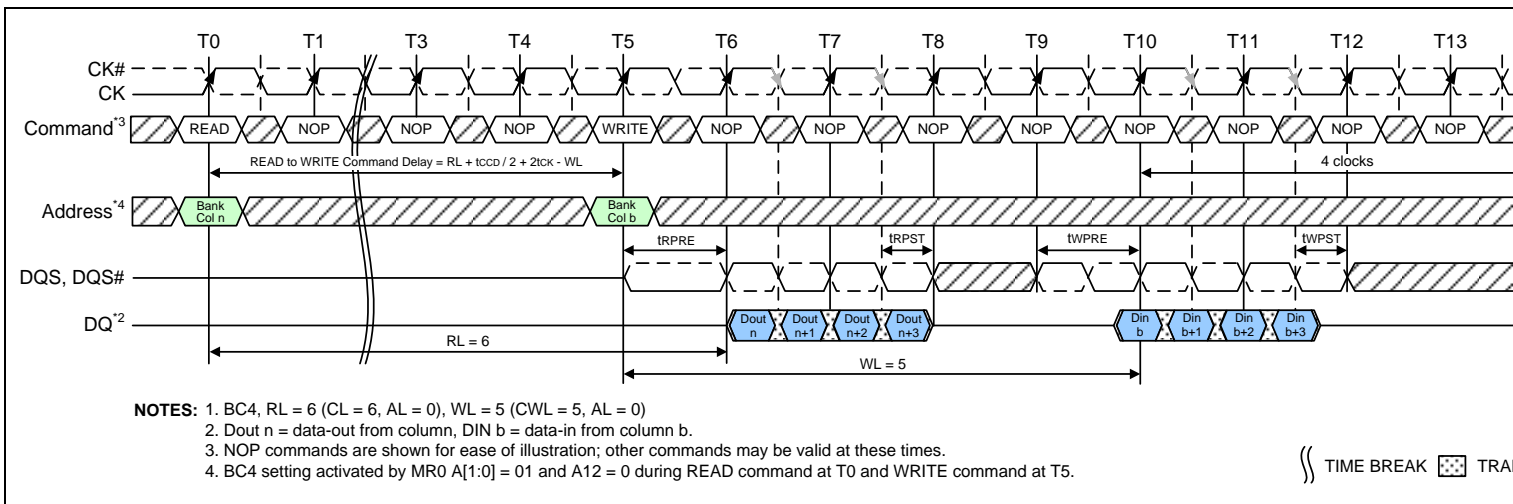 T0 T1 T3 T4 T5 T6 T7 T8 T9 T10 T11 T12 T13
CK#
CK
Command*3 READ NOP NOP NOP WRITE NOP NOP NOP NOP NOP NOP NOP NOP
READ to WRITE Command Delay = RL + tCCD / 2 + 2tCK - WL
4 clocks
Address*4
Bank Col n
Bank Col b
tRPRE tRPST tWPRE tWPST
DQS, DQS#
DQ*2
Dout n
Dout n+1
Dout n+2
Dout n+3
Din b
Din b+1
Din b+2
Din b+3
RL = 6
WL = 5
NOTES: 1. BC4, RL = 6 (CL = 6, AL = 0), WL = 5 (CWL = 5, AL = 0)
2. Dout n = data-out from column, DIN b = data-in from column b.
3. NOP commands are shown for ease of illustration; other commands may be valid at these times.
4. BC4 setting activated by MR0 A[1:0] = 01 and A12 = 0 during READ command at T0 and WRITE command at T5.
TIME BREAK TRA